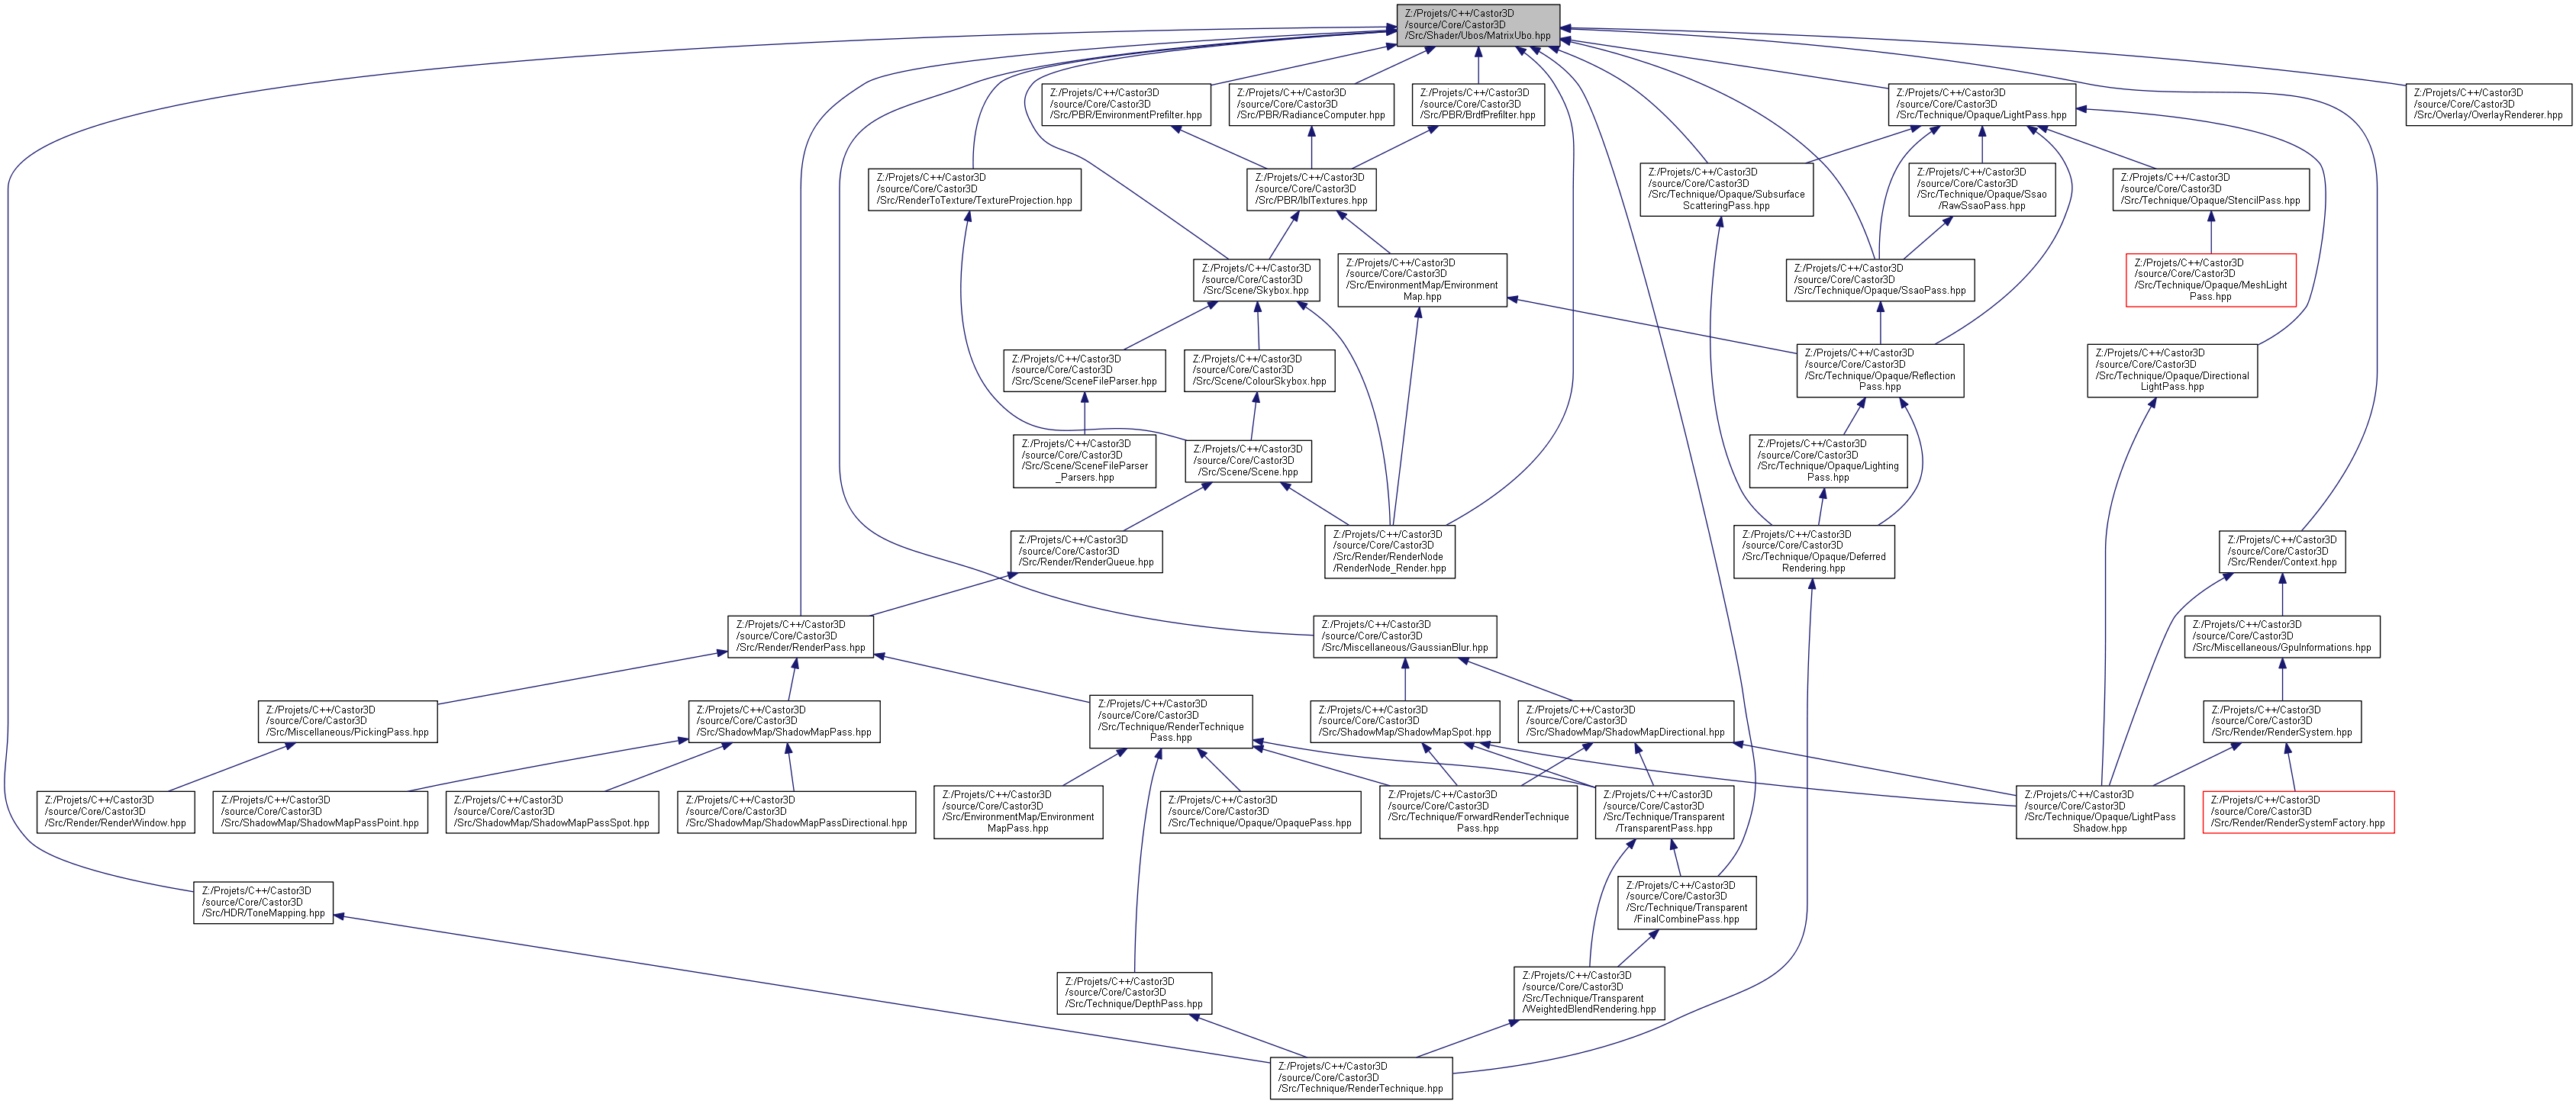 Z:/Projets/C++/Castor3D
/source/Core/Castor3D
/Src/Shader/Ubos/MatrixUbo.hpp
Z:/Projets/C++/Castor3D
/source/Core/Castor3D
/Src/PBR/EnvironmentPrefilter.hpp
Z:/Projets/C++/Castor3D
/source/Core/Castor3D
/Src/PBR/RadianceComputer.hpp
Z:/Projets/C++/Castor3D
/source/Core/Castor3D
/Src/PBR/BrdfPrefilter.hpp
Z:/Projets/C++/Castor3D
/source/Core/Castor3D
/Src/Technique/Opaque/LightPass.hpp
Z:/Projets/C++/Castor3D
/source/Core/Castor3D
/Src/Overlay/OverlayRenderer.hpp
Z:/Projets/C++/Castor3D
/source/Core/Castor3D
/Src/RenderToTexture/TextureProjection.hpp
Z:/Projets/C++/Castor3D
/source/Core/Castor3D
/Src/PBR/IblTextures.hpp
Z:/Projets/C++/Castor3D
/source/Core/Castor3D
/Src/Technique/Opaque/Subsurface
ScatteringPass.hpp
Z:/Projets/C++/Castor3D
/source/Core/Castor3D
/Src/Technique/Opaque/Ssao
/RawSsaoPass.hpp
Z:/Projets/C++/Castor3D
/source/Core/Castor3D
/Src/Technique/Opaque/StencilPass.hpp
Z:/Projets/C++/Castor3D
/source/Core/Castor3D
/Src/Scene/Skybox.hpp
Z:/Projets/C++/Castor3D
/source/Core/Castor3D
/Src/EnvironmentMap/Environment
Map.hpp
Z:/Projets/C++/Castor3D
/source/Core/Castor3D
/Src/Technique/Opaque/SsaoPass.hpp
Z:/Projets/C++/Castor3D
/source/Core/Castor3D
/Src/Technique/Opaque/MeshLight
Pass.hpp
Z:/Projets/C++/Castor3D
/source/Core/Castor3D
/Src/Scene/SceneFileParser.hpp
Z:/Projets/C++/Castor3D
/source/Core/Castor3D
/Src/Scene/ColourSkybox.hpp
Z:/Projets/C++/Castor3D
/source/Core/Castor3D
/Src/Technique/Opaque/Reflection
Pass.hpp
Z:/Projets/C++/Castor3D
/source/Core/Castor3D
/Src/Technique/Opaque/Directional
LightPass.hpp
Z:/Projets/C++/Castor3D
/source/Core/Castor3D
/Src/Scene/SceneFileParser
_Parsers.hpp
Z:/Projets/C++/Castor3D
/source/Core/Castor3D
/Src/Scene/Scene.hpp
Z:/Projets/C++/Castor3D
/source/Core/Castor3D
/Src/Technique/Opaque/Lighting
Pass.hpp
Z:/Projets/C++/Castor3D
/source/Core/Castor3D
/Src/Render/RenderQueue.hpp
Z:/Projets/C++/Castor3D
/source/Core/Castor3D
/Src/Render/RenderNode
/RenderNode_Render.hpp
Z:/Projets/C++/Castor3D
/source/Core/Castor3D
/Src/Technique/Opaque/Deferred
Rendering.hpp
Z:/Projets/C++/Castor3D
/source/Core/Castor3D
/Src/Render/Context.hpp
Z:/Projets/C++/Castor3D
/source/Core/Castor3D
/Src/Render/RenderPass.hpp
Z:/Projets/C++/Castor3D
/source/Core/Castor3D
/Src/Miscellaneous/GaussianBlur.hpp
Z:/Projets/C++/Castor3D
/source/Core/Castor3D
/Src/Miscellaneous/GpuInformations.hpp
Z:/Projets/C++/Castor3D
/source/Core/Castor3D
/Src/Miscellaneous/PickingPass.hpp
Z:/Projets/C++/Castor3D
/source/Core/Castor3D
/Src/ShadowMap/ShadowMapPass.hpp
Z:/Projets/C++/Castor3D
/source/Core/Castor3D
/Src/Technique/RenderTechnique
Pass.hpp
Z:/Projets/C++/Castor3D
/source/Core/Castor3D
/Src/ShadowMap/ShadowMapSpot.hpp
Z:/Projets/C++/Castor3D
/source/Core/Castor3D
/Src/ShadowMap/ShadowMapDirectional.hpp
Z:/Projets/C++/Castor3D
/source/Core/Castor3D
/Src/Render/RenderSystem.hpp
Z:/Projets/C++/Castor3D
/source/Core/Castor3D
/Src/Render/RenderWindow.hpp
Z:/Projets/C++/Castor3D
/source/Core/Castor3D
/Src/ShadowMap/ShadowMapPassPoint.hpp
Z:/Projets/C++/Castor3D
/source/Core/Castor3D
/Src/ShadowMap/ShadowMapPassSpot.hpp
Z:/Projets/C++/Castor3D
/source/Core/Castor3D
/Src/ShadowMap/ShadowMapPassDirectional.hpp
Z:/Projets/C++/Castor3D
/source/Core/Castor3D
/Src/EnvironmentMap/Environment
MapPass.hpp
Z:/Projets/C++/Castor3D
/source/Core/Castor3D
/Src/Technique/Opaque/OpaquePass.hpp
Z:/Projets/C++/Castor3D
/source/Core/Castor3D
/Src/Technique/ForwardRenderTechnique
Pass.hpp
Z:/Projets/C++/Castor3D
/source/Core/Castor3D
/Src/Technique/Transparent
/TransparentPass.hpp
Z:/Projets/C++/Castor3D
/source/Core/Castor3D
/Src/Technique/Opaque/LightPass
Shadow.hpp
Z:/Projets/C++/Castor3D
/source/Core/Castor3D
/Src/Render/RenderSystemFactory.hpp
Z:/Projets/C++/Castor3D
/source/Core/Castor3D
/Src/HDR/ToneMapping.hpp
Z:/Projets/C++/Castor3D
/source/Core/Castor3D
/Src/Technique/Transparent
/FinalCombinePass.hpp
Z:/Projets/C++/Castor3D
/source/Core/Castor3D
/Src/Technique/DepthPass.hpp
Z:/Projets/C++/Castor3D
/source/Core/Castor3D
/Src/Technique/Transparent
/WeightedBlendRendering.hpp
Z:/Projets/C++/Castor3D
/source/Core/Castor3D
/Src/Technique/RenderTechnique.hpp